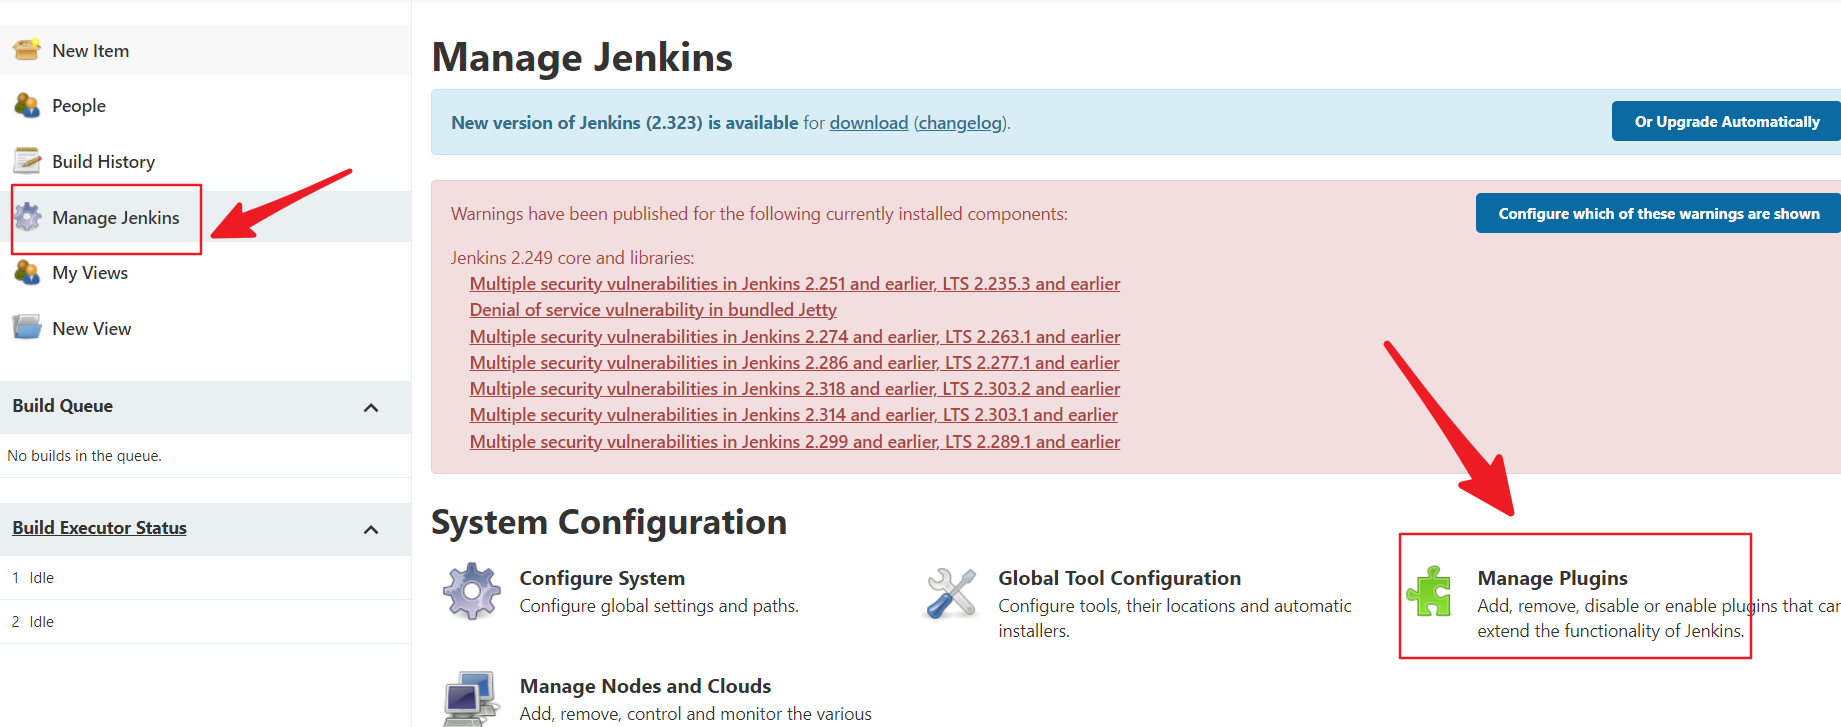 New Item
People
Build History
Manage Jenkins
My Views
New View
Build Queue
No builds in the queue.
Build Executor Status
1 Idle
2 Idle
Manage Jenkins
New version of Jenkins (2.323) is available for download (changelog).
Or Upgrade Automatically
Warnings have been published for the following currently installed components:
Configure which of these warnings are shown
Jenkins 2.249 core and libraries:
Multiple security vulnerabilities in Jenkins 2.251 and earlier, LTS 2.235.3 and earlier
Denial of service vulnerability in bundled Jetty
Multiple security vulnerabilities in Jenkins 2.274 and earlier, LTS 2.263.1 and earlier
Multiple security vulnerabilities in Jenkins 2.286 and earlier, LTS 2.277.1 and earlier
Multiple security vulnerabilities in Jenkins 2.318 and earlier, LTS 2.303.2 and earlier
Multiple security vulnerabilities in Jenkins 2.314 and earlier, LTS 2.303.1 and earlier
Multiple security vulnerabilities in Jenkins 2.299 and earlier, LTS 2.289.1 and earlier
System Configuration
Configure System
Configure global settings and paths.
Global Tool Configuration
Configure tools, their locations and automatic
installers.
Manage Plugins
Add, remove, disable or enable plugins that can
extend the functionality of Jenkins.
Manage Nodes and Clouds
Add, remove, control and monitor the various